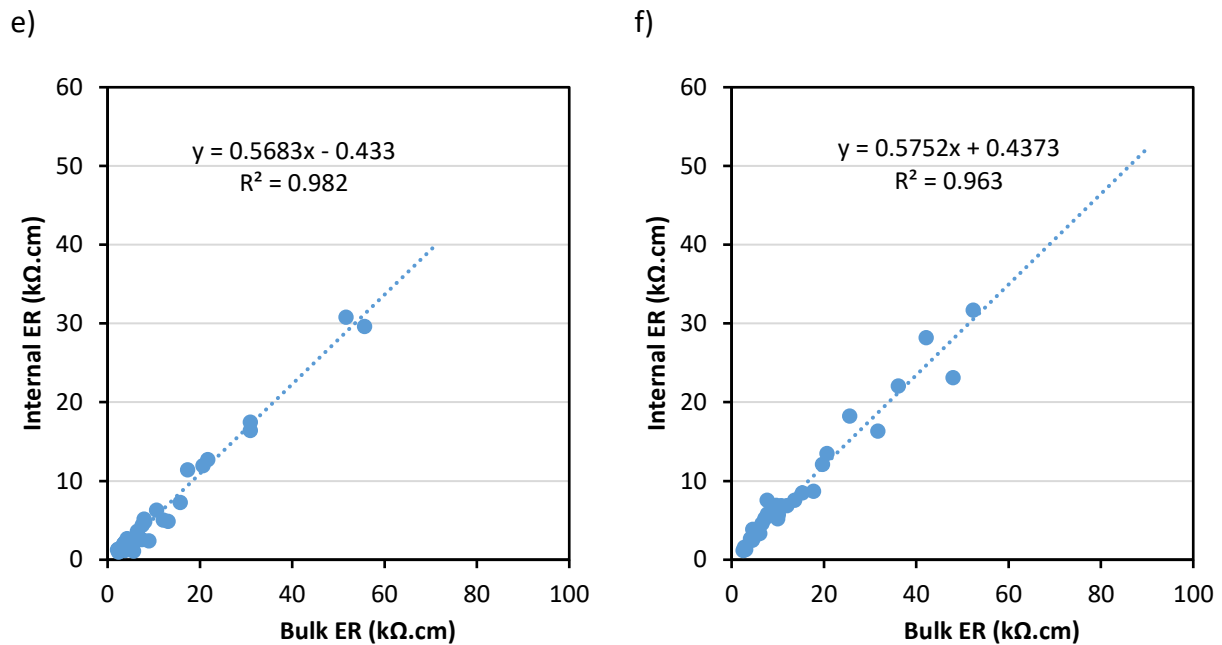 e)
60
50
40
30
20
10
0
Internal ER (kΩ.cm)
y = 0.5683x - 0.433
R² = 0.982
0 20 40 60 80 100
Bulk ER (kΩ.cm)
f)
60
50
40
30
20
10
0
Internal ER (kΩ.cm)
y = 0.5752x + 0.4373
R² = 0.963
0 20 40 60 80 100
Bulk ER (kΩ.cm)